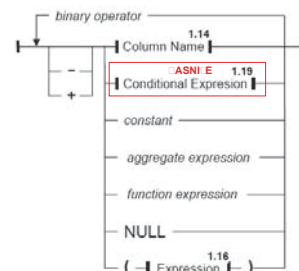 binary operator
1.14
Column Name
-
+
1.19
Conditional Expresion
constant
aggregate expression
function expression
NULL
1.16
( Expression )